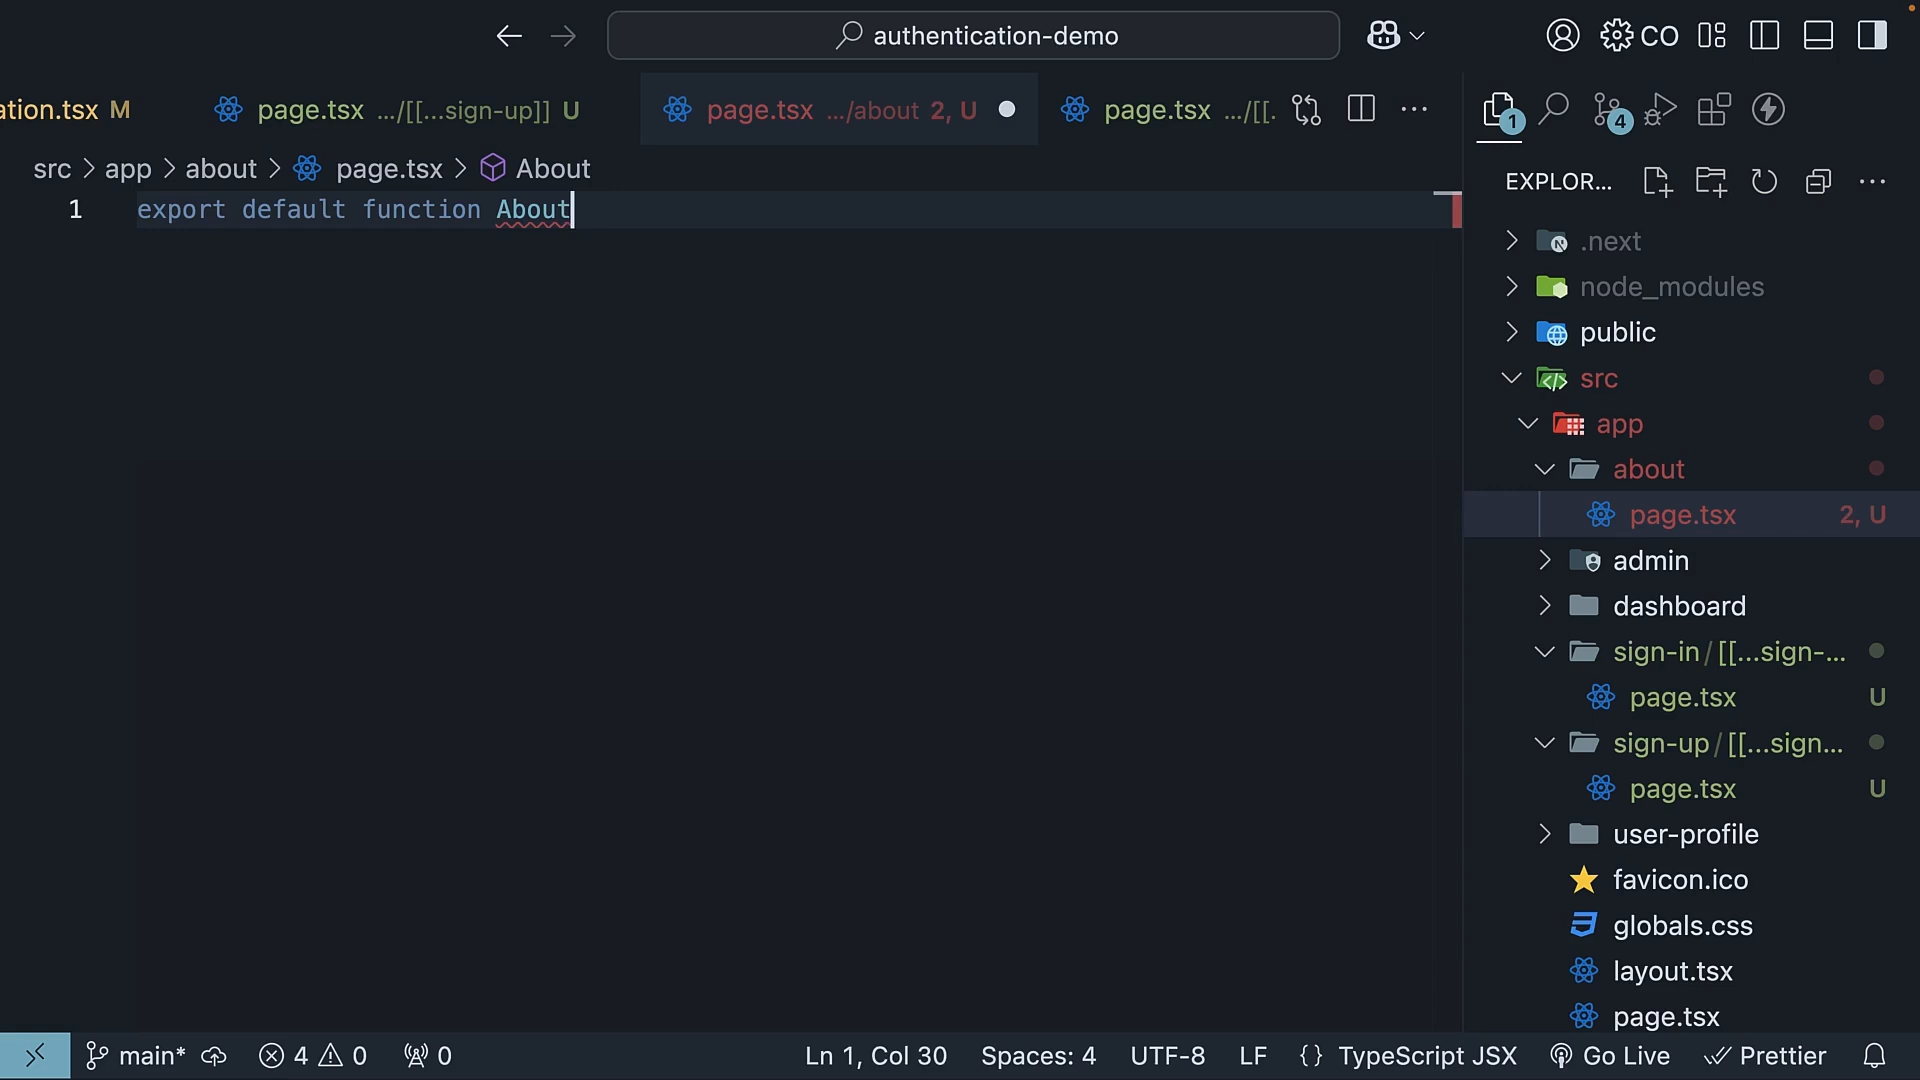 authentication-demo
CO
ation.tsx M
page.tsx .../[[...sign-up]] U
page.tsx .../about 2, U
page.tsx .../[[.
1
4
src > app > about > page.tsx > About
EXPLOR...
1 export default function About
.next
node_modules
public
src
app
about
page.tsx 2, U
admin
dashboard
sign-in/[[...sign-...
page.tsx U
sign-up/[[...sign...
page.tsx U
user-profile
favicon.ico
globals.css
layout.tsx
page.tsx
main* 4 0 0 Ln 1, Col 30 Spaces: 4 UTF-8 LF {} TypeScript JSX Go Live Prettier